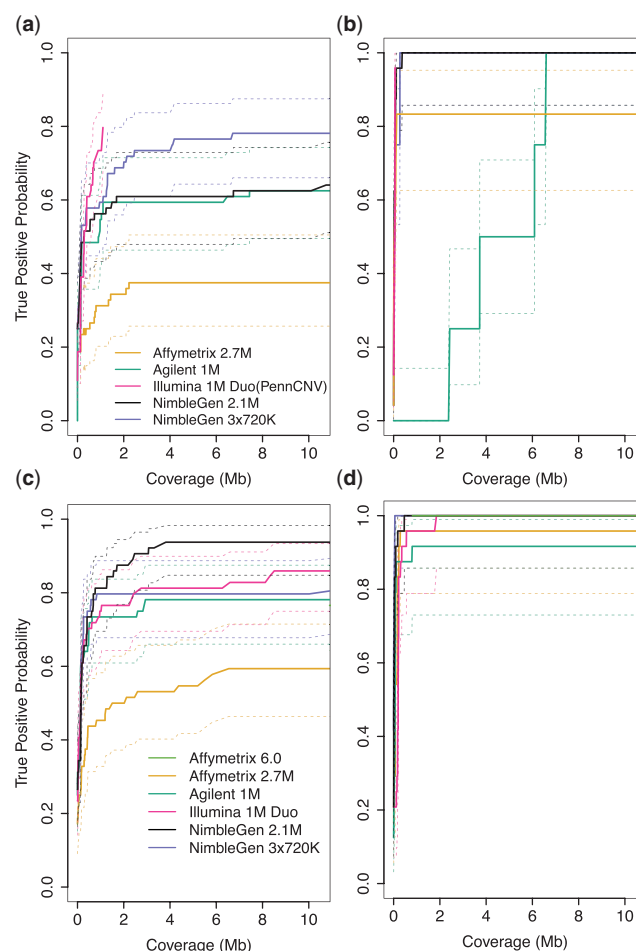 (a)
(b)
True Positive Probability
1.0
0.8
0.6
0.4
0.2
0.0
Affymetrix 2.7M
Agilent 1M
Illumina 1M Duo(PennCNV)
NimbleGen 2.1M
NimbleGen 3x720K
0 2 4 6 8 10
Coverage (Mb)
1.0
0.8
0.6
0.4
0.2
0.0
0 2 4 6 8 10
Coverage (Mb)
(c)
(d)
True Positive Probability
1.0
0.8
0.6
0.4
0.2
0.0
Affymetrix 6.0
Affymetrix 2.7M
Agilent 1M
Illumina 1M Duo
NimbleGen 2.1M
NimbleGen 3x720K
0 2 4 6 8 10
Coverage (Mb)
1.0
0.8
0.6
0.4
0.2
0.0
0 2 4 6 8 10
Coverage (Mb)